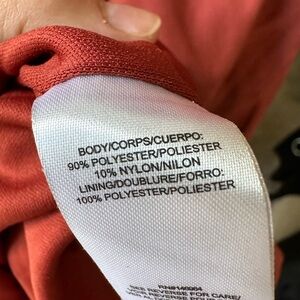 BODY/CORPS/CUERPO:
90% POLYESTER/POLIESTER
10% NYLON/NILON
LINING/DOUBLURE/FORRO:
100% POLYESTER/POLIESTER
SEE REVERSE FOR CARE/